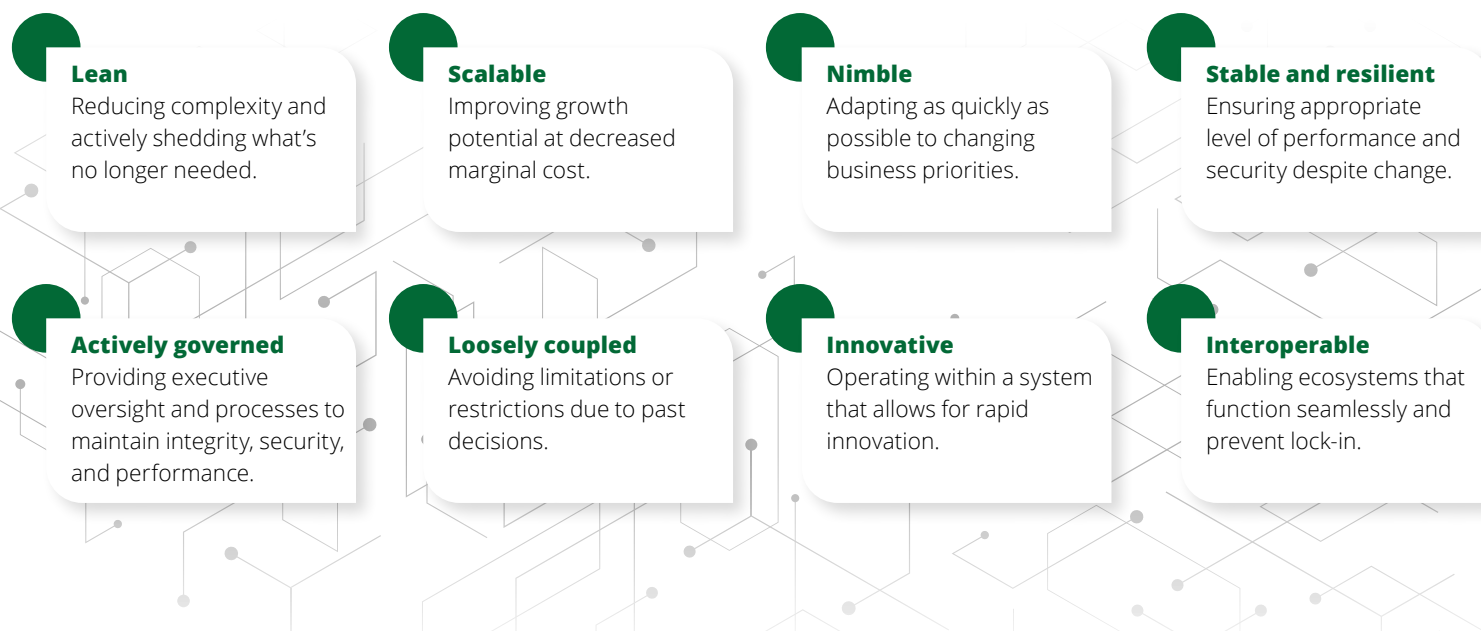 Lean
Reducing complexity and
actively shedding what’s
no longer needed.
Scalable
Improving growth
potential at decreased
marginal cost.
Nimble
Adapting as quickly as
possible to changing
business priorities.
Stable and resilient
Ensuring appropriate
level of performance and
security despite change.
Actively governed
Providing executive
oversight and processes to
maintain integrity, security,
and performance.
Loosely coupled
Avoiding limitations or
restrictions due to past
decisions.
Innovative
Operating within a system
that allows for rapid
innovation.
Interoperable
Enabling ecosystems that
function seamlessly and
prevent lock-in.